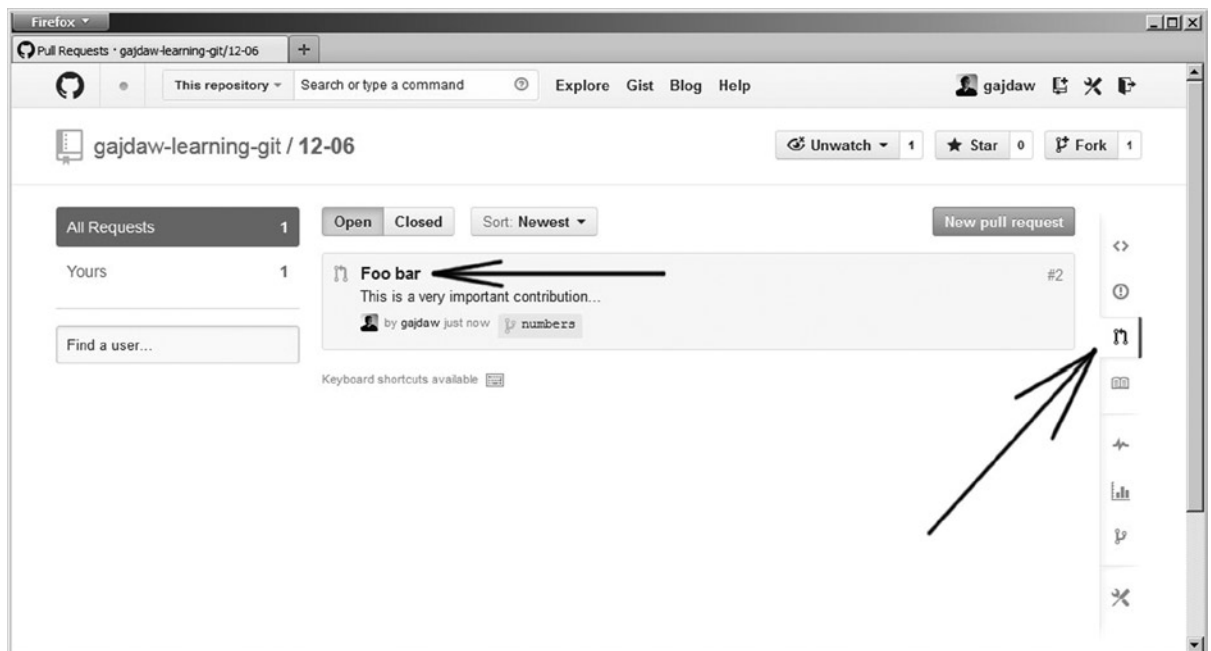 Firefox
Pull Requests · gajdaw-learning-git/12-06
This repository Search or type a command Explore Gist Blog Help gajdaw
gajdaw-learning-git / 12-06
Unwatch 1 Star 0 Fork 1
All Requests 1
Open Closed Sort: Newest New pull request
Yours 1
Foo bar #2
This is a very important contribution...
by gajdaw just now numbers
Find a user...
Keyboard shortcuts available